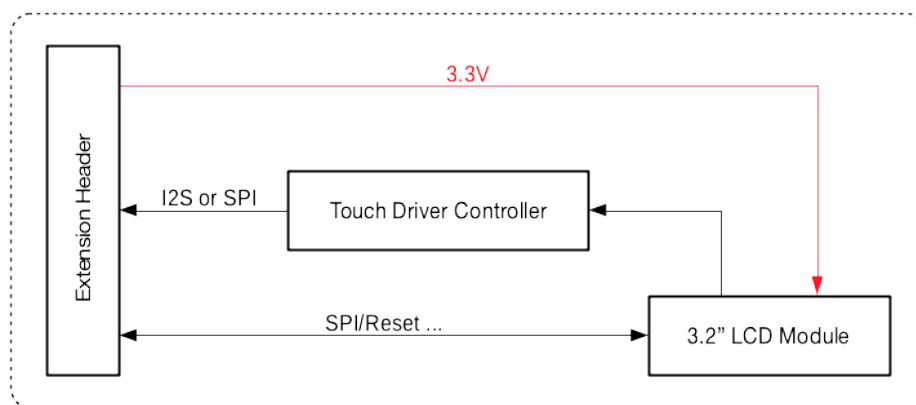 3.3V
Extension Header
I2S or SPI
Touch Driver Controller
SPI/Reset ...
3.2” LCD Module